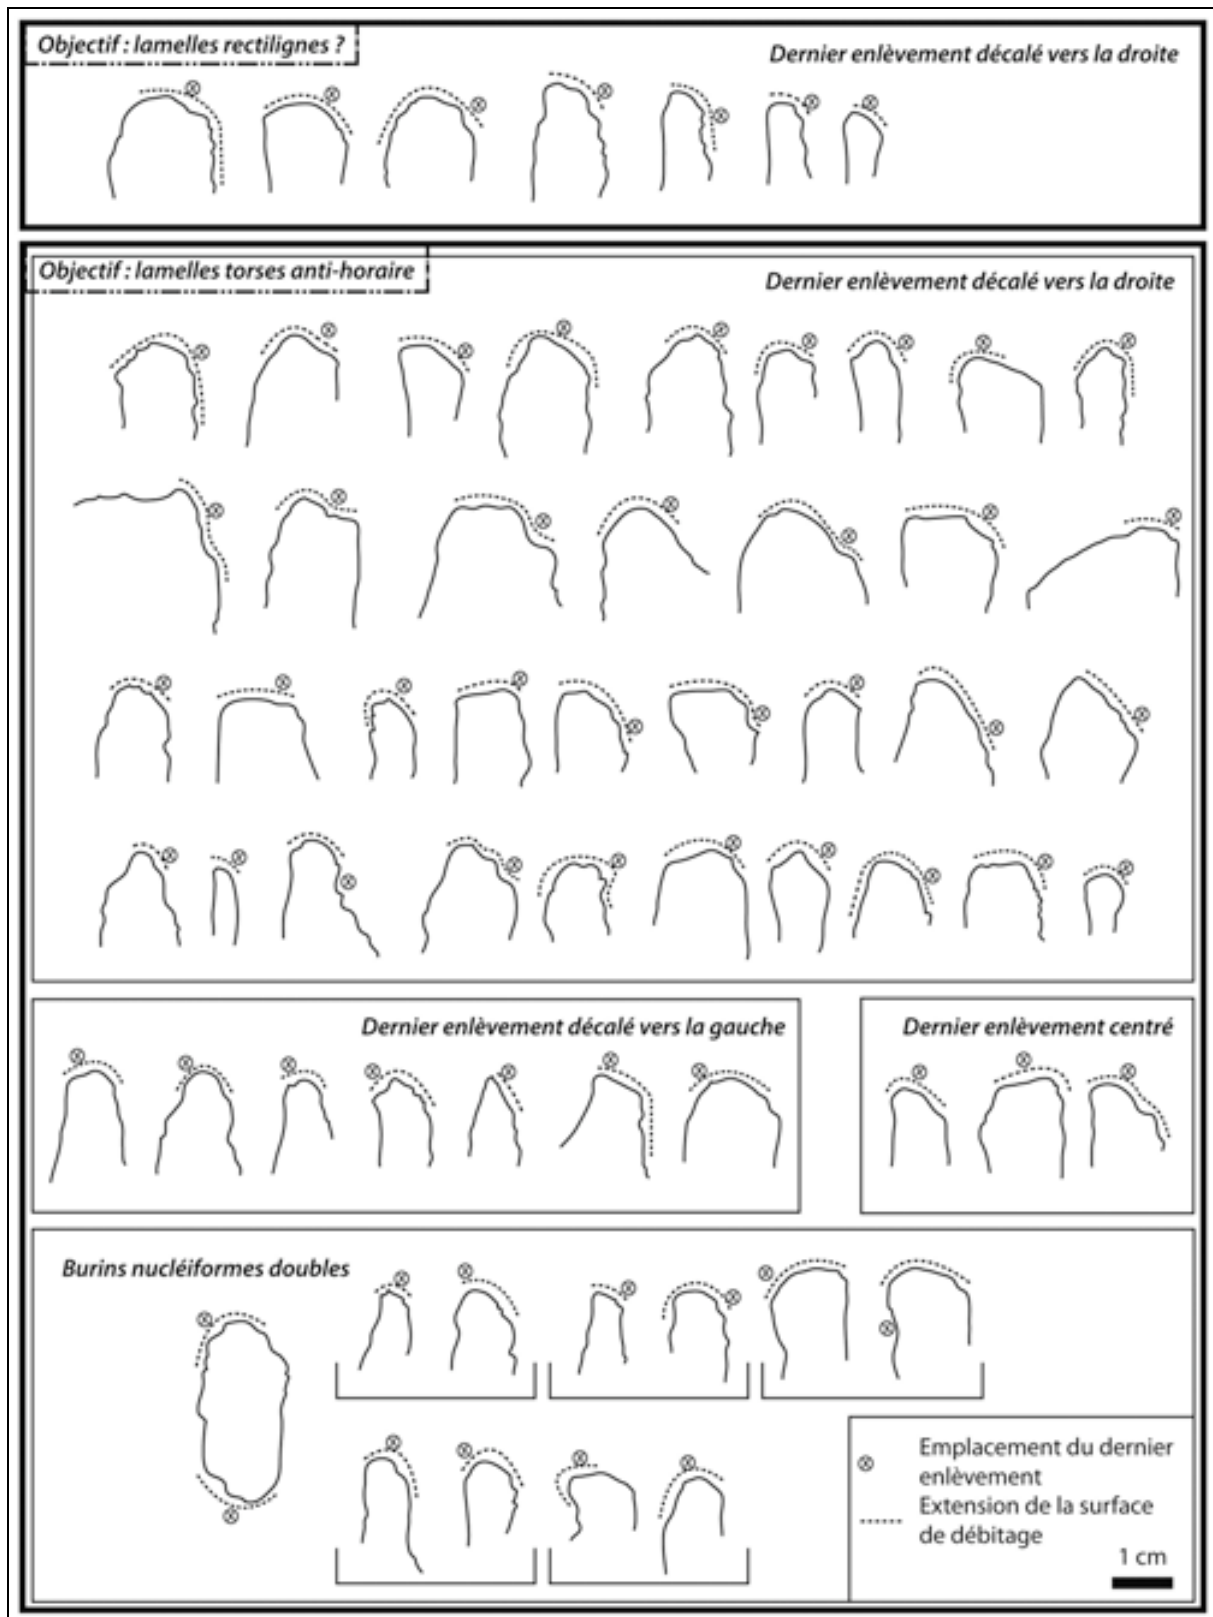 Objectif : lamelles rectilignes ?
Dernier enlèvement décalé vers la droite
Objectif : lamelles torses anti-horaire
Dernier enlèvement décalé vers la droite
Dernier enlèvement décalé vers la gauche
Dernier enlèvement centré
Burins nucléiformes doubles
Emplacement du dernier
enlèvement
Extension de la surface
de débitage
1 cm